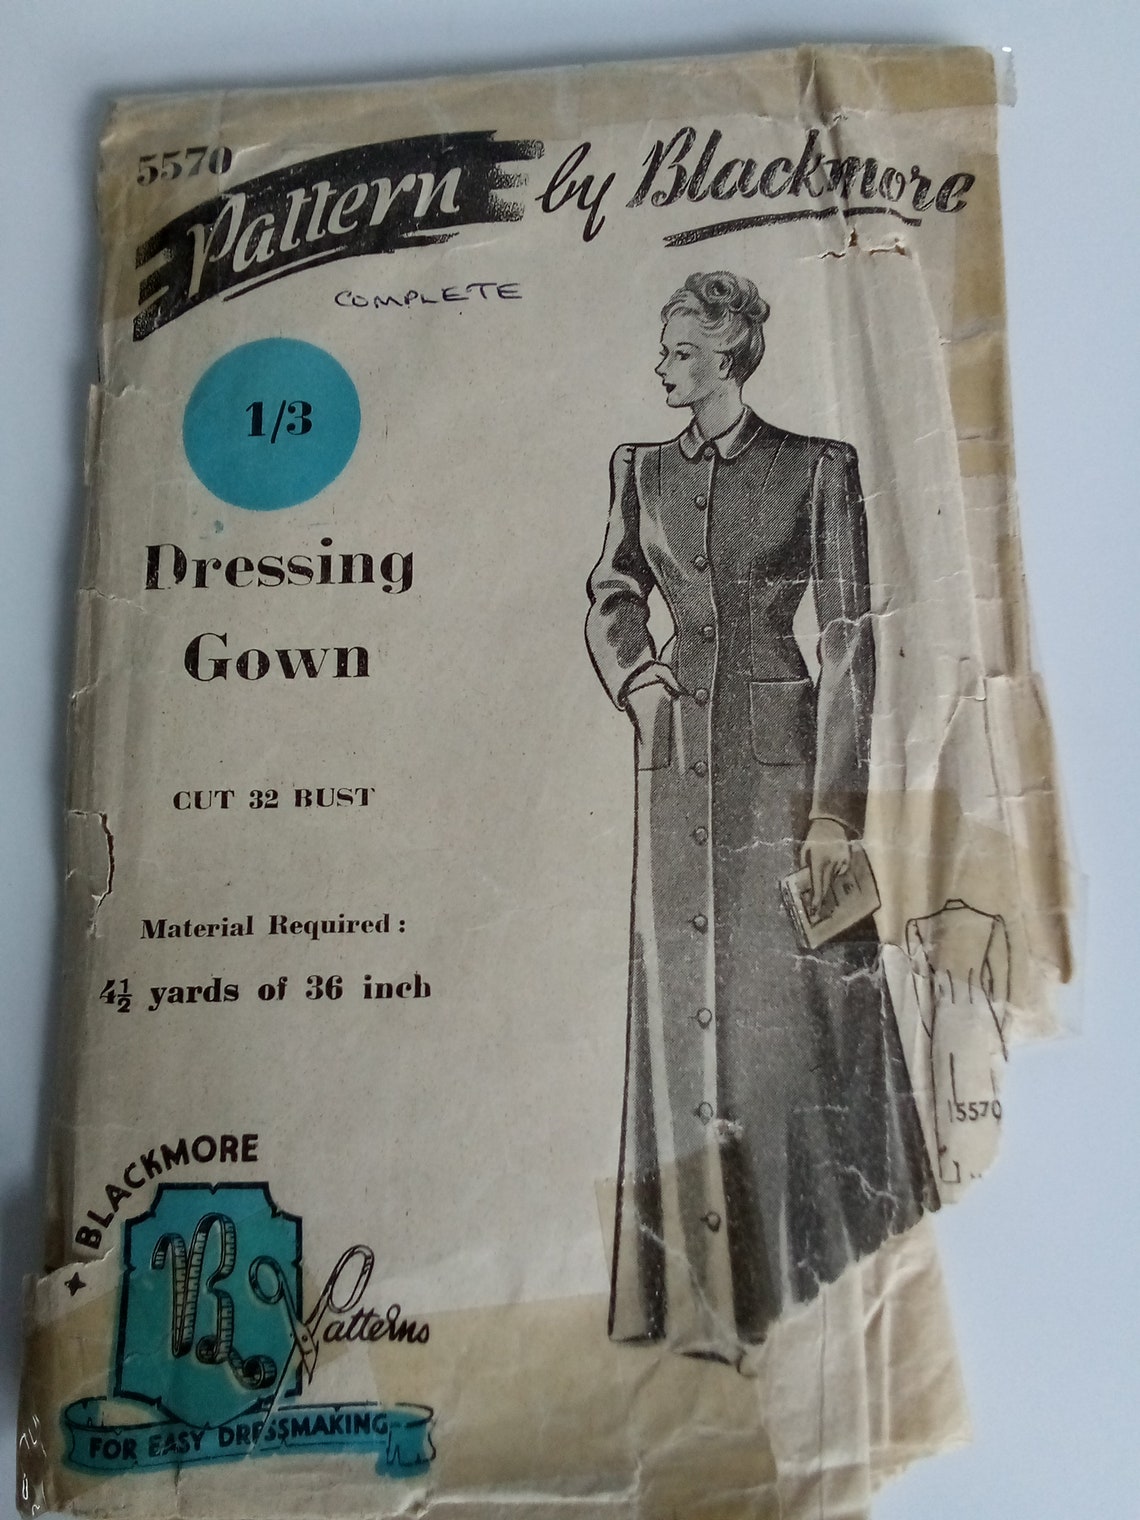 5570
Pattern by Blackmore
COMPLETE
1/3
Dressing
Gown
CUT 32 BUST
Material Required :
4½ yards of 36 inch
5570
BLACKMORE
B Patterns
FOR EASY DRESSMAKING